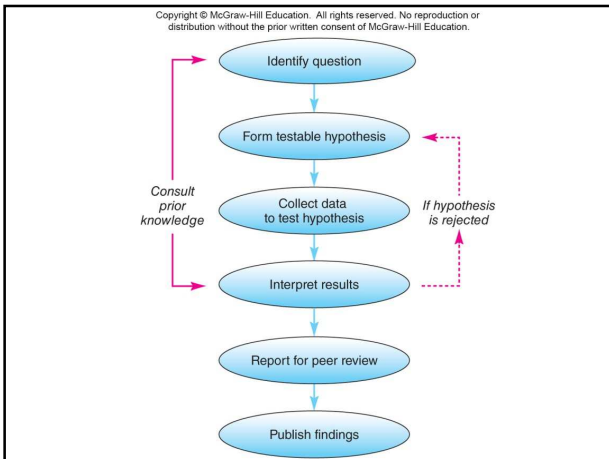 Copyright © McGraw-Hill Education. All rights reserved. No reproduction or
distribution without the prior written consent of McGraw-Hill Education.
Identify question
Form testable hypothesis
Consult
prior
knowledge
Collect data
to test hypothesis
If hypothesis
is rejected
Interpret results
Report for peer review
Publish findings